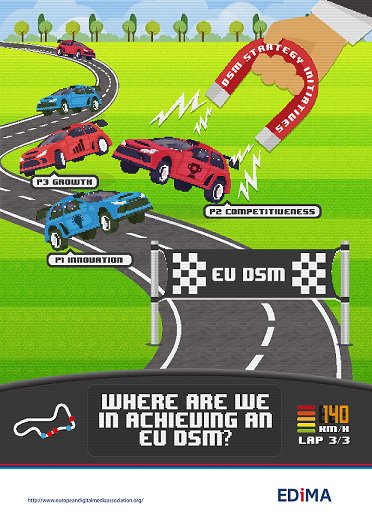 DSM STRATEGY INITIATIVES
P3 GROWTH
P2 COMPETITIVENESS
P1 INNOVATION
EU DSM
WHERE ARE WE
IN ACHIEVING AN
EU DSM?
140
KM/H
LAP 3/3
http://www.europeandigitalmediaassociation.org/
EDiMA